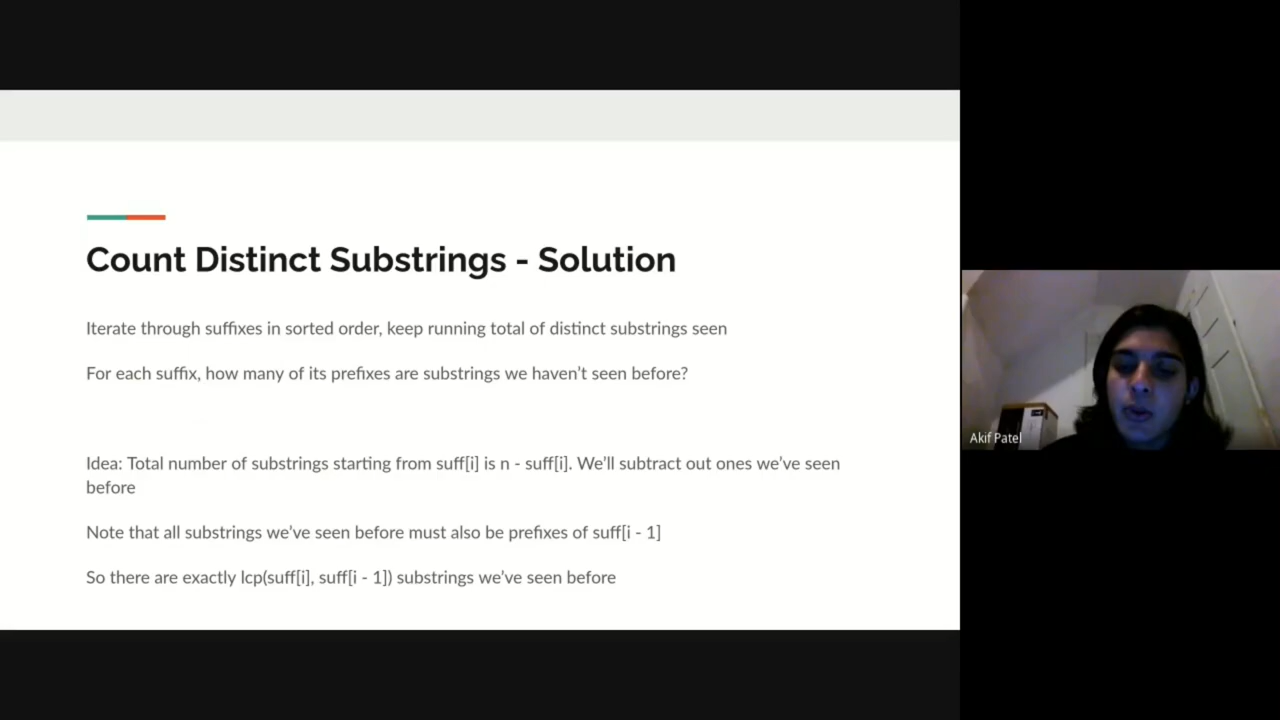 Count Distinct Substrings - Solution
Iterate through suffixes in sorted order, keep running total of distinct substrings seen
For each suffix, how many of its prefixes are substrings we haven't seen before?
Idea: Total number of substrings starting from suff[i] is n - suff[i]. We'll subtract out ones we've seen
before
Note that all substrings we've seen before must also be prefixes of suff[i - 1]
So there are exactly lcp(suff[i], suff[i - 1]) substrings we've seen before
Akif Patel